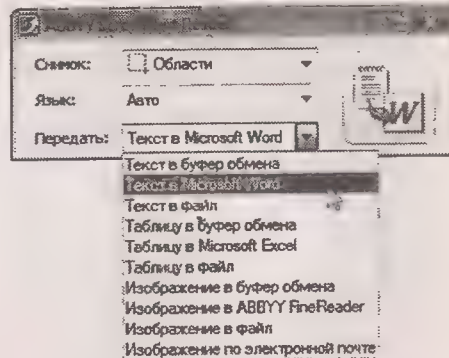 ABBYY
Снимок: Области
Язык: Авто
Передать: Текст в Microsoft Word
W
Текст в буфер обмена
Текст в Microsoft Word
Текст в файл
Таблицу в буфер обмена
Таблицу в Microsoft Excel
Таблицу в файл
Изображение в буфер обмена
Изображение в ABBYY FineReader
Изображение в файл
Изображение по электронной почте